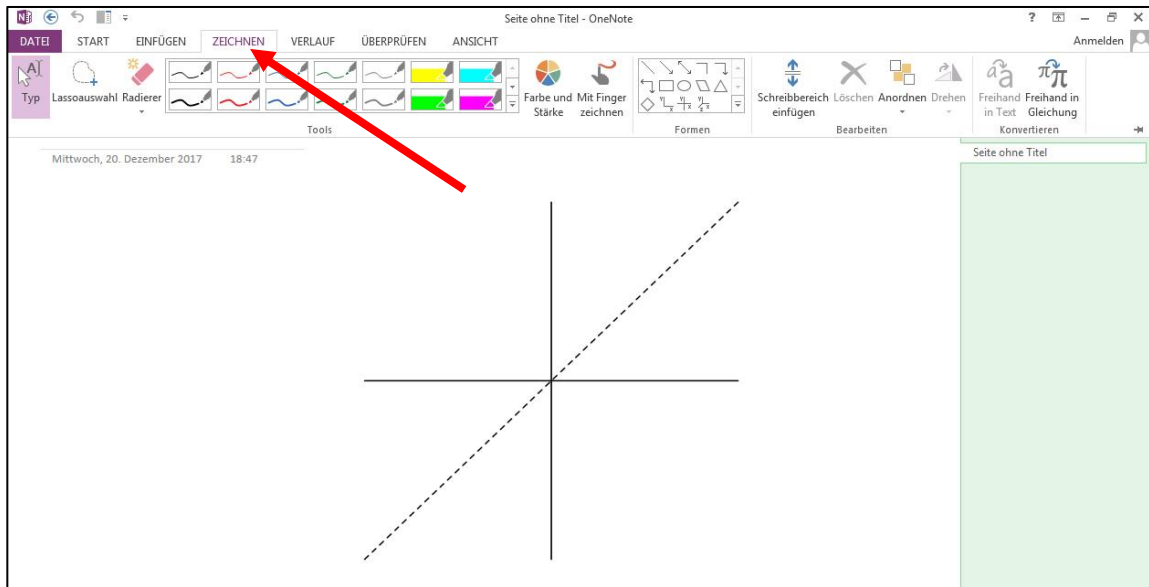 Seite ohne Titel - OneNote
DATEI START EINFÜGEN ZEICHNEN VERLAUF ÜBERPRÜFEN ANSICHT Anmelden
Typ Lassoauswahl Radierer Farbe und Stärke Mit Finger zeichnen Schreibbereich einfügen Löschen Anordnen Drehen Freihand in Text Freihand in Gleichung
Tools Formen Bearbeiten Konvertieren
Mittwoch, 20. Dezember 2017 18:47
Seite ohne Titel